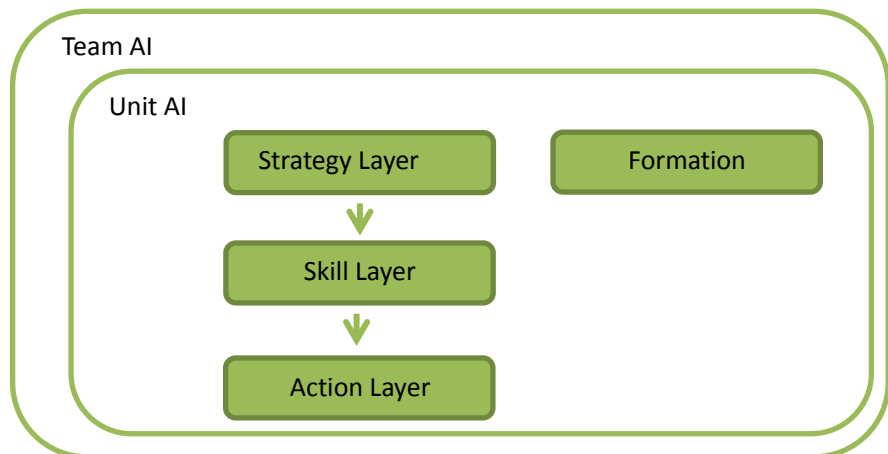 Team AI
Unit AI
Strategy Layer
Formation
Skill Layer
Action Layer